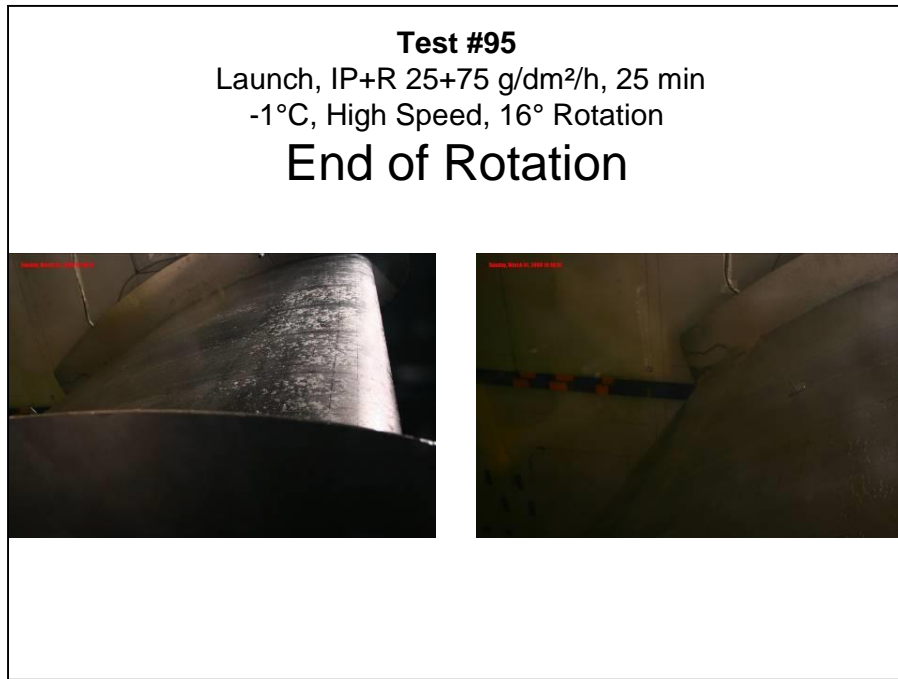 Test #95
Launch, IP+R 25+75 g/dm²/h, 25 min
-1°C, High Speed, 16° Rotation
End of Rotation